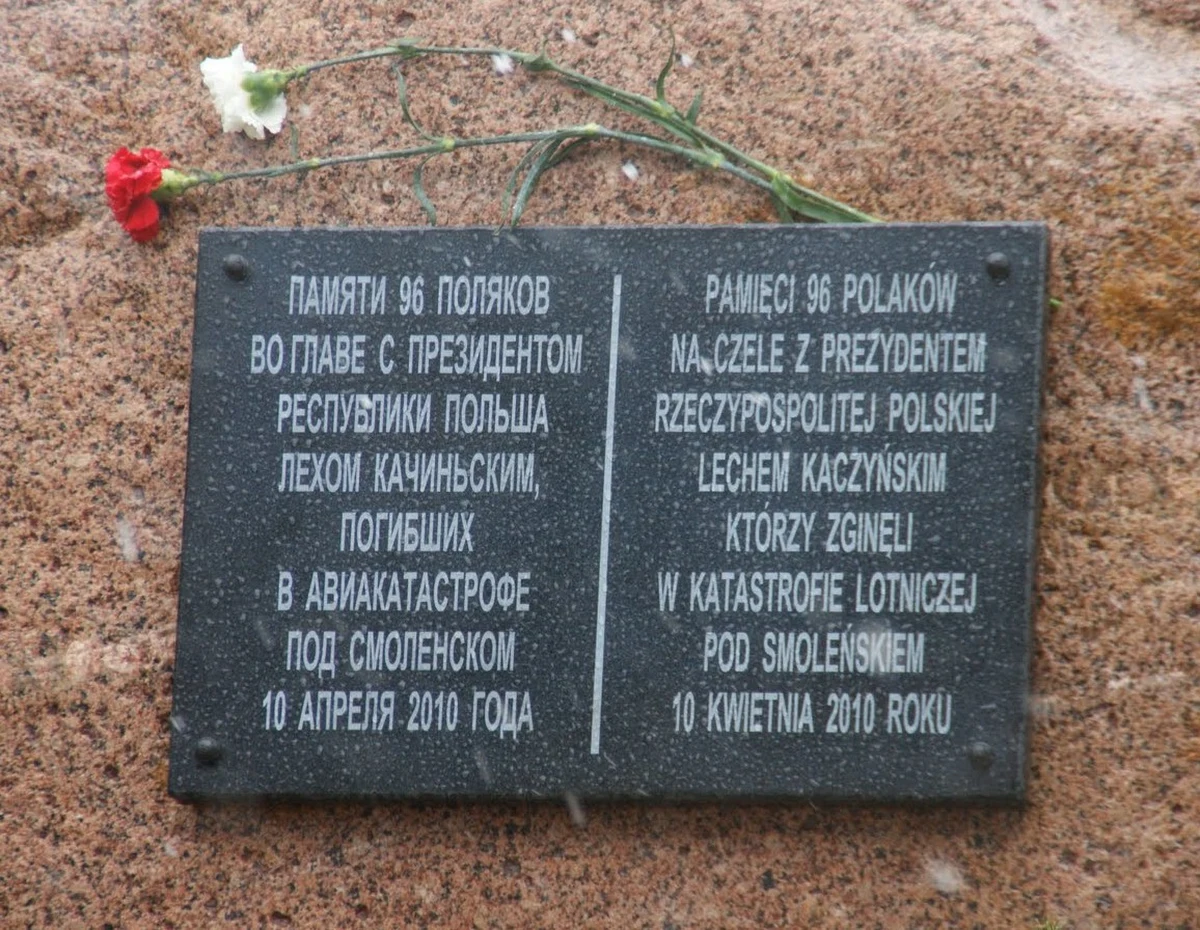 ПАМЯТИ 96 ПОЛЯКОВ
ВО ГЛАВЕ С ПРЕЗИДЕНТОМ
РЕСПУБЛИКИ ПОЛЬША
ЛЕХОМ КАЧИНЬСКИМ,
ПОГИБШИХ
В АВИАКАТАСТРОФЕ
ПОД СМОЛЕНСКОМ
10 АПРЕЛЯ 2010 ГОДА
PAMIĘCI 96 POLAKÓW
NA CZELE Z PREZYDENTEM
RZECZYPOSPOLITEJ POLSKIEJ
LECHEM KACZYŃSKIM
KTÓRZY ZGINĘLI
W KATASTROFIE LOTNICZEJ
POD SMOLEŃSKIEM
10 KWIETNIA 2010 ROKU